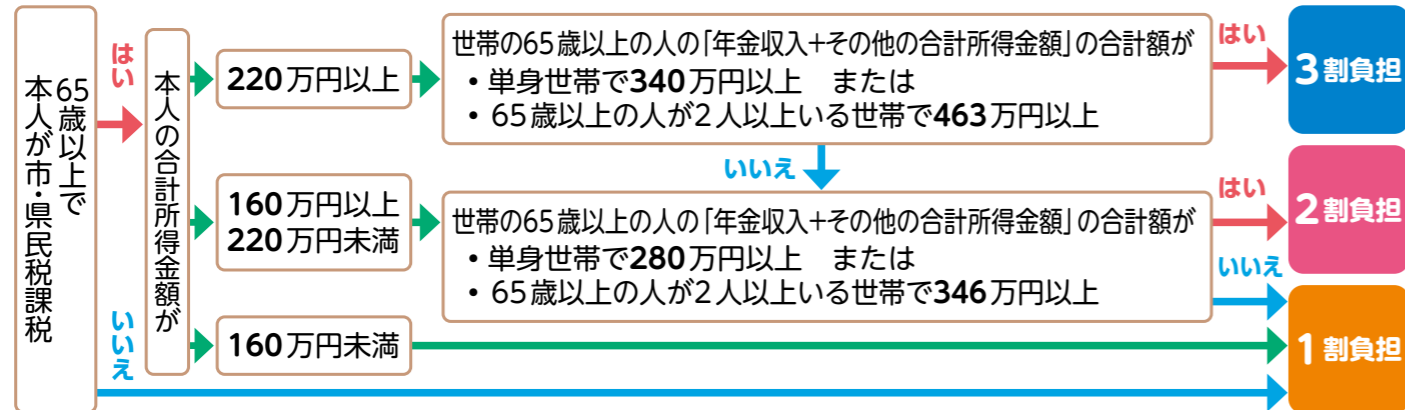 65歳以上で
本人が市・県民税課税
はい
いいえ
本人の合計所得金額が
220万円以上
世帯の65歳以上の人の「年金収入+その他の合計所得金額」の合計額が
・単身世帯で340万円以上 または
・65歳以上の人が2人以上いる世帯で463万円以上
はい
3割負担
いいえ
160万円以上
220万円未満
世帯の65歳以上の人の「年金収入+その他の合計所得金額」の合計額が
・単身世帯で280万円以上 または
・65歳以上の人が2人以上いる世帯で346万円以上
はい
2割負担
いいえ
160万円未満
1割負担